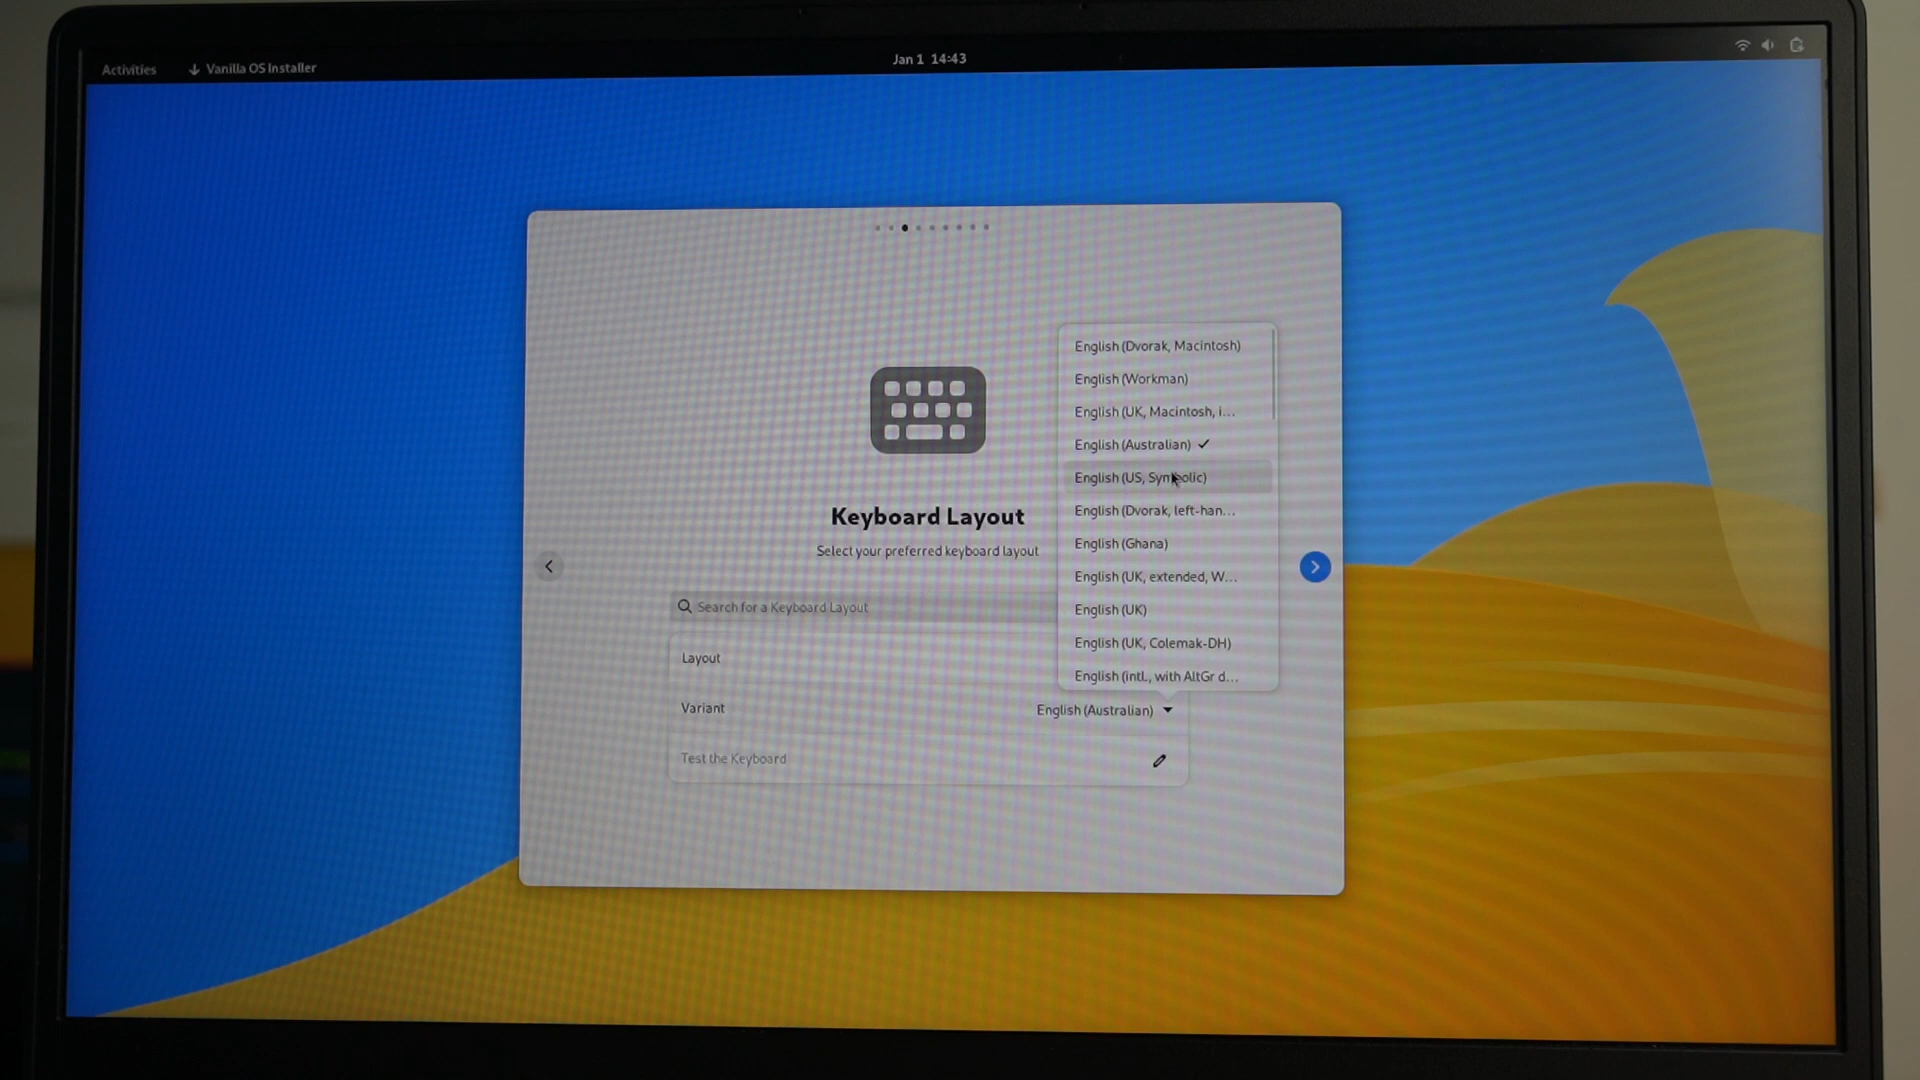 Activities
Vanilla OS Installer
Jan 1 14:43
English (Dvorak, Macintosh)
English (Workman)
English (UK, Macintosh, i...
English (Australian)
English (US, Symbolic)
English (Dvorak, left-han...
English (Ghana)
English (UK, extended, W...
English (UK)
English (UK, Colemak-DH)
English (intl., with AltGr d...
Keyboard Layout
Select your preferred keyboard layout
Search for a Keyboard Layout
Layout
Variant
English (Australian)
Test the Keyboard